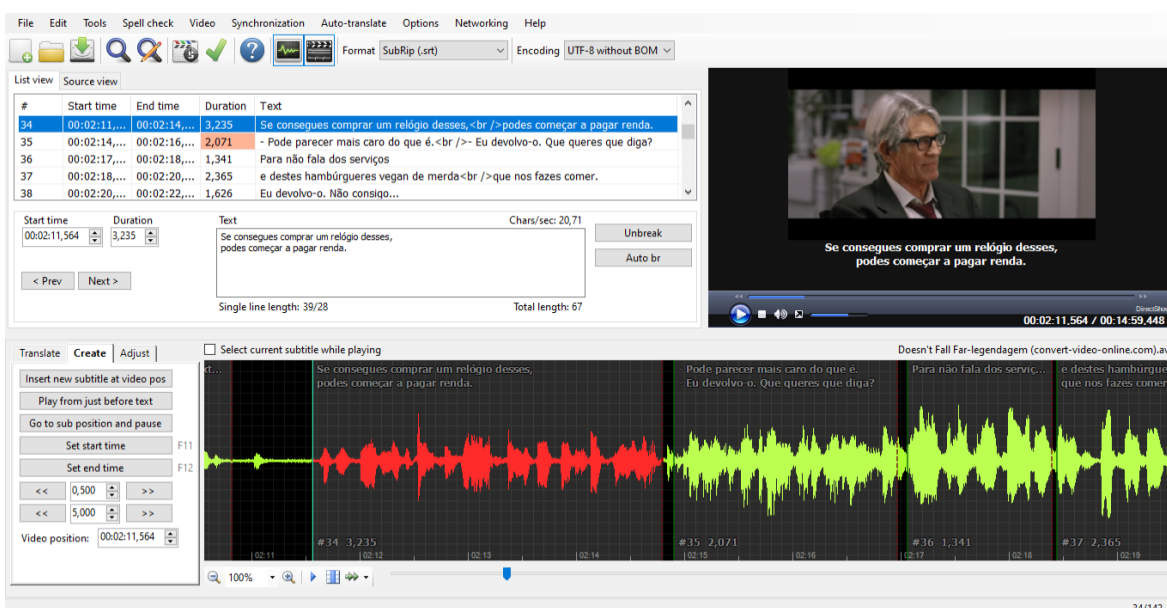 File Edit Tools Spell check Video Synchronization Auto-translate Options Networking Help
Format SubRip (.srt) Encoding UTF-8 without BOM
List view Source view
# Start time End time Duration Text
34 00:02:11,... 00:02:14,... 3,235 Se consegues comprar um relógio desses,<br />podes começar a pagar renda.
35 00:02:14,... 00:02:16,... 2,071 - Pode parecer mais caro do que é.<br />- Eu devolvo-o. Que queres que diga?
36 00:02:17,... 00:02:18,... 1,341 Para não fala dos serviços
37 00:02:18,... 00:02:20,... 2,365 e destes hambúrgueres vegan de merda<br />que nos fazes comer.
38 00:02:20,... 00:02:22,... 1,626 Eu devolvo-o. Não consigo...
Start time Duration Text Chars/sec: 20,71
00:02:11,564 3,235
Se consegues comprar um relógio desses,
podes começar a pagar renda.
Unbreak
Auto br
< Prev Next >
Single line length: 39/28 Total length: 67
Se consegues comprar um relógio desses,
podes começar a pagar renda.
DirectShow
00:02:11,564 / 00:14:59,448
Translate Create Adjust
Select current subtitle while playing
Doesn't Fall Far-legendagem (convert-video-online.com).av
Insert new subtitle at video pos
Play from just before text
Go to sub position and pause
Set start time F11
Set end time F12
<< 0,500 >>
<< 5,000 >>
Video position: 00:02:11,564
xt...
Se consegues comprar um relógio desses,
podes começar a pagar renda.
- Pode parecer mais caro do que é.
- Eu devolvo-o. Que queres que diga?
Para não fala dos serviç...
e destes hambúrgue
que nos fazes comer
#34 3,235
#35 2,071
#36 1,341
#37 2,365
02:11 02:12 02:13 02:14 02:15 02:16 02:17 02:18 02:19
100%
34/142